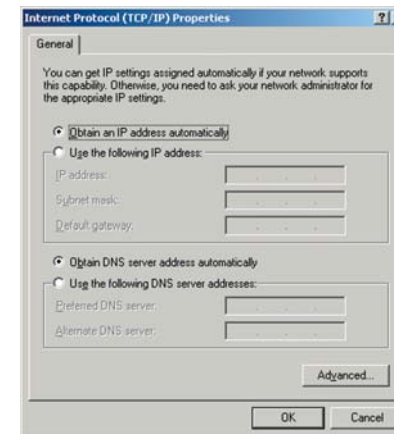 Internet Protocol (TCP/IP) Properties
?
General
You can get IP settings assigned automatically if your network supports
this capability. Otherwise, you need to ask your network administrator for
the appropriate IP settings.
Obtain an IP address automatically
Use the following IP address:
IP address:
Subnet mask:
Default gateway:
Obtain DNS server address automatically
Use the following DNS server addresses:
Preferred DNS server:
Alternate DNS server:
Advanced...
OK Cancel